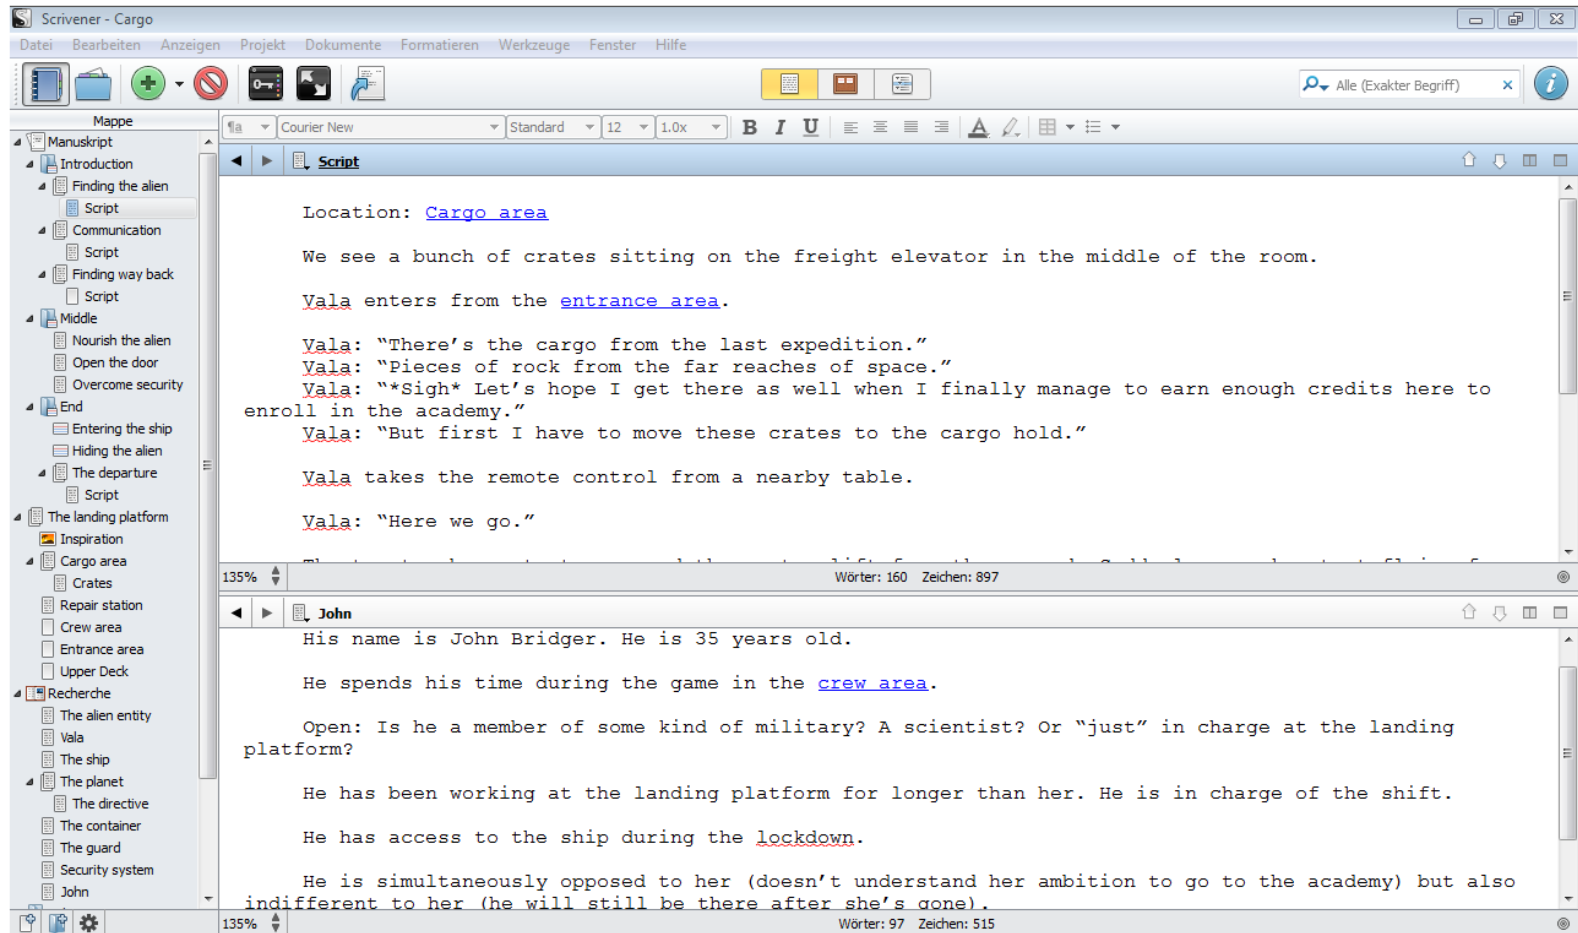 Scrivener - Cargo
Datei Bearbeiten Anzeigen Projekt Dokumente Formatieren Werkzeuge Fenster Hilfe
Alle (Exakter Begriff)
Mappe
Manuskript
Introduction
Finding the alien
Script
Communication
Script
Finding way back
Script
Middle
Nourish the alien
Open the door
Overcome security
End
Entering the ship
Hiding the alien
The departure
Script
The landing platform
Inspiration
Cargo area
Crates
Repair station
Crew area
Entrance area
Upper Deck
Recherche
The alien entity
Vala
The ship
The planet
The directive
The container
The guard
Security system
John
¶a Courier New Standard 12 1.0x B I U A
Script
Location: Cargo area
We see a bunch of crates sitting on the freight elevator in the middle of the room.
Vala enters from the entrance area.
Vala: “There’s the cargo from the last expedition.”
Vala: “Pieces of rock from the far reaches of space.”
Vala: “*Sigh* Let’s hope I get there as well when I finally manage to earn enough credits here to
enroll in the academy.”
Vala: “But first I have to move these crates to the cargo hold.”
Vala takes the remote control from a nearby table.
Vala: “Here we go.”
135% Wörter: 160 Zeichen: 897
John
His name is John Bridger. He is 35 years old.
He spends his time during the game in the crew area.
Open: Is he a member of some kind of military? A scientist? Or “just” in charge at the landing
platform?
He has been working at the landing platform for longer than her. He is in charge of the shift.
He has access to the ship during the lockdown.
He is simultaneously opposed to her (doesn’t understand her ambition to go to the academy) but also
indifferent to her (he will still be there after she’s gone).
135% Wörter: 97 Zeichen: 515